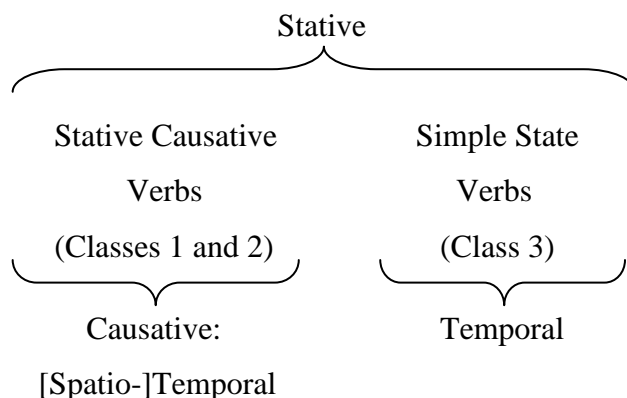 Stative
Stative Causative
Verbs
(Classes 1 and 2)
Causative:
[Spatio-]Temporal
Simple State
Verbs
(Class 3)
Temporal